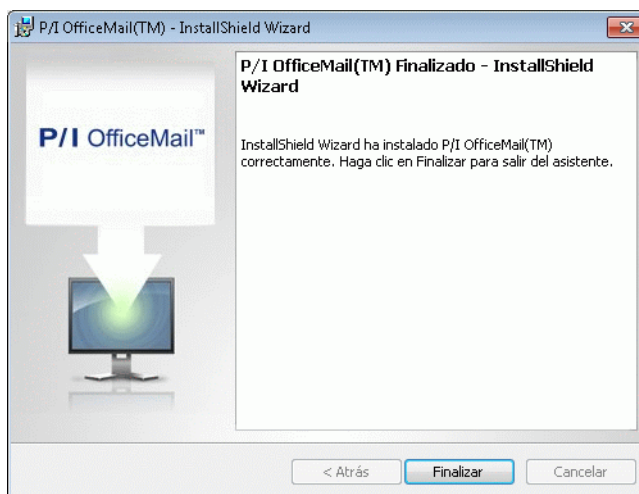 P/I OfficeMail(TM) - InstallShield Wizard
P/I OfficeMail™
P/I OfficeMail(TM) Finalizado - InstallShield
Wizard
InstallShield Wizard ha instalado P/I OfficeMail(TM)
correctamente. Haga clic en Finalizar para salir del asistente.
< Atrás
Finalizar
Cancelar